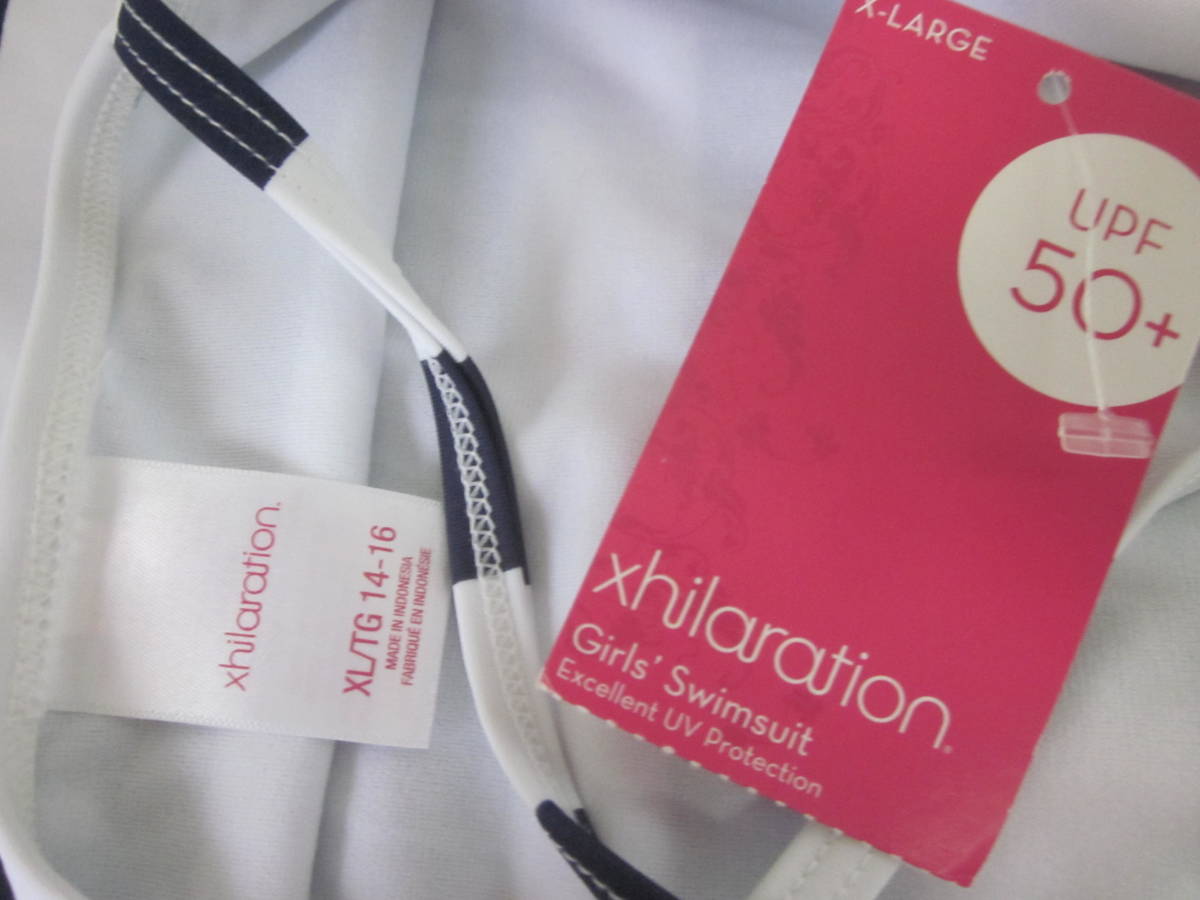 X-LARGE
UPF
50+
xhilaration.
Girls' Swimsuit
Excellent UV Protection
xhilaration.
XL/TG 14-16
MADE IN INDONESIA
FABRIQUÉ EN INDONÉSIE